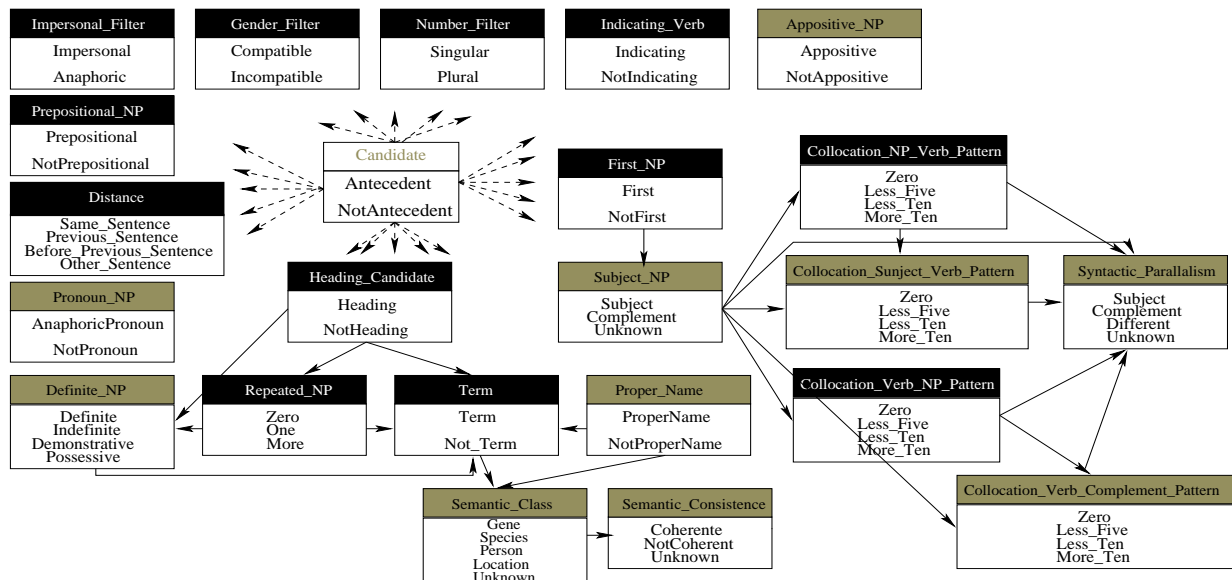 Impersonal_Filter
Impersonal
Anaphoric
Gender_Filter
Compatible
Incompatible
Number_Filter
Singular
Plural
Indicating_Verb
Indicating
NotIndicating
Appositive_NP
Appositive
NotAppositive
Prepositional_NP
Prepositional
NotPrepositional
Candidate
Antecedent
NotAntecedent
First_NP
First
NotFirst
Collocation_NP_Verb_Pattern
Zero
Less_Five
Less_Ten
More_Ten
Distance
Same_Sentence
Previous_Sentence
Before_Previous_Sentence
Other_Sentence
Heading_Candidate
Heading
NotHeading
Subject_NP
Subject
Complement
Unknown
Collocation_Sunject_Verb_Pattern
Zero
Less_Five
Less_Ten
More_Ten
Syntactic_Parallalism
Subject
Complement
Different
Unknown
Pronoun_NP
AnaphoricPronoun
NotPronoun
Definite_NP
Definite
Indefinite
Demonstrative
Possessive
Repeated_NP
Zero
One
More
Term
Term
Not_Term
Proper_Name
ProperName
NotProperName
Collocation_Verb_NP_Pattern
Zero
Less_Five
Less_Ten
More_Ten
Semantic_Class
Gene
Species
Person
Location
Unknown
Semantic_Consistence
Coherente
NotCoherent
Unknown
Collocation_Verb_Complement_Pattern
Zero
Less_Five
Less_Ten
More_Ten